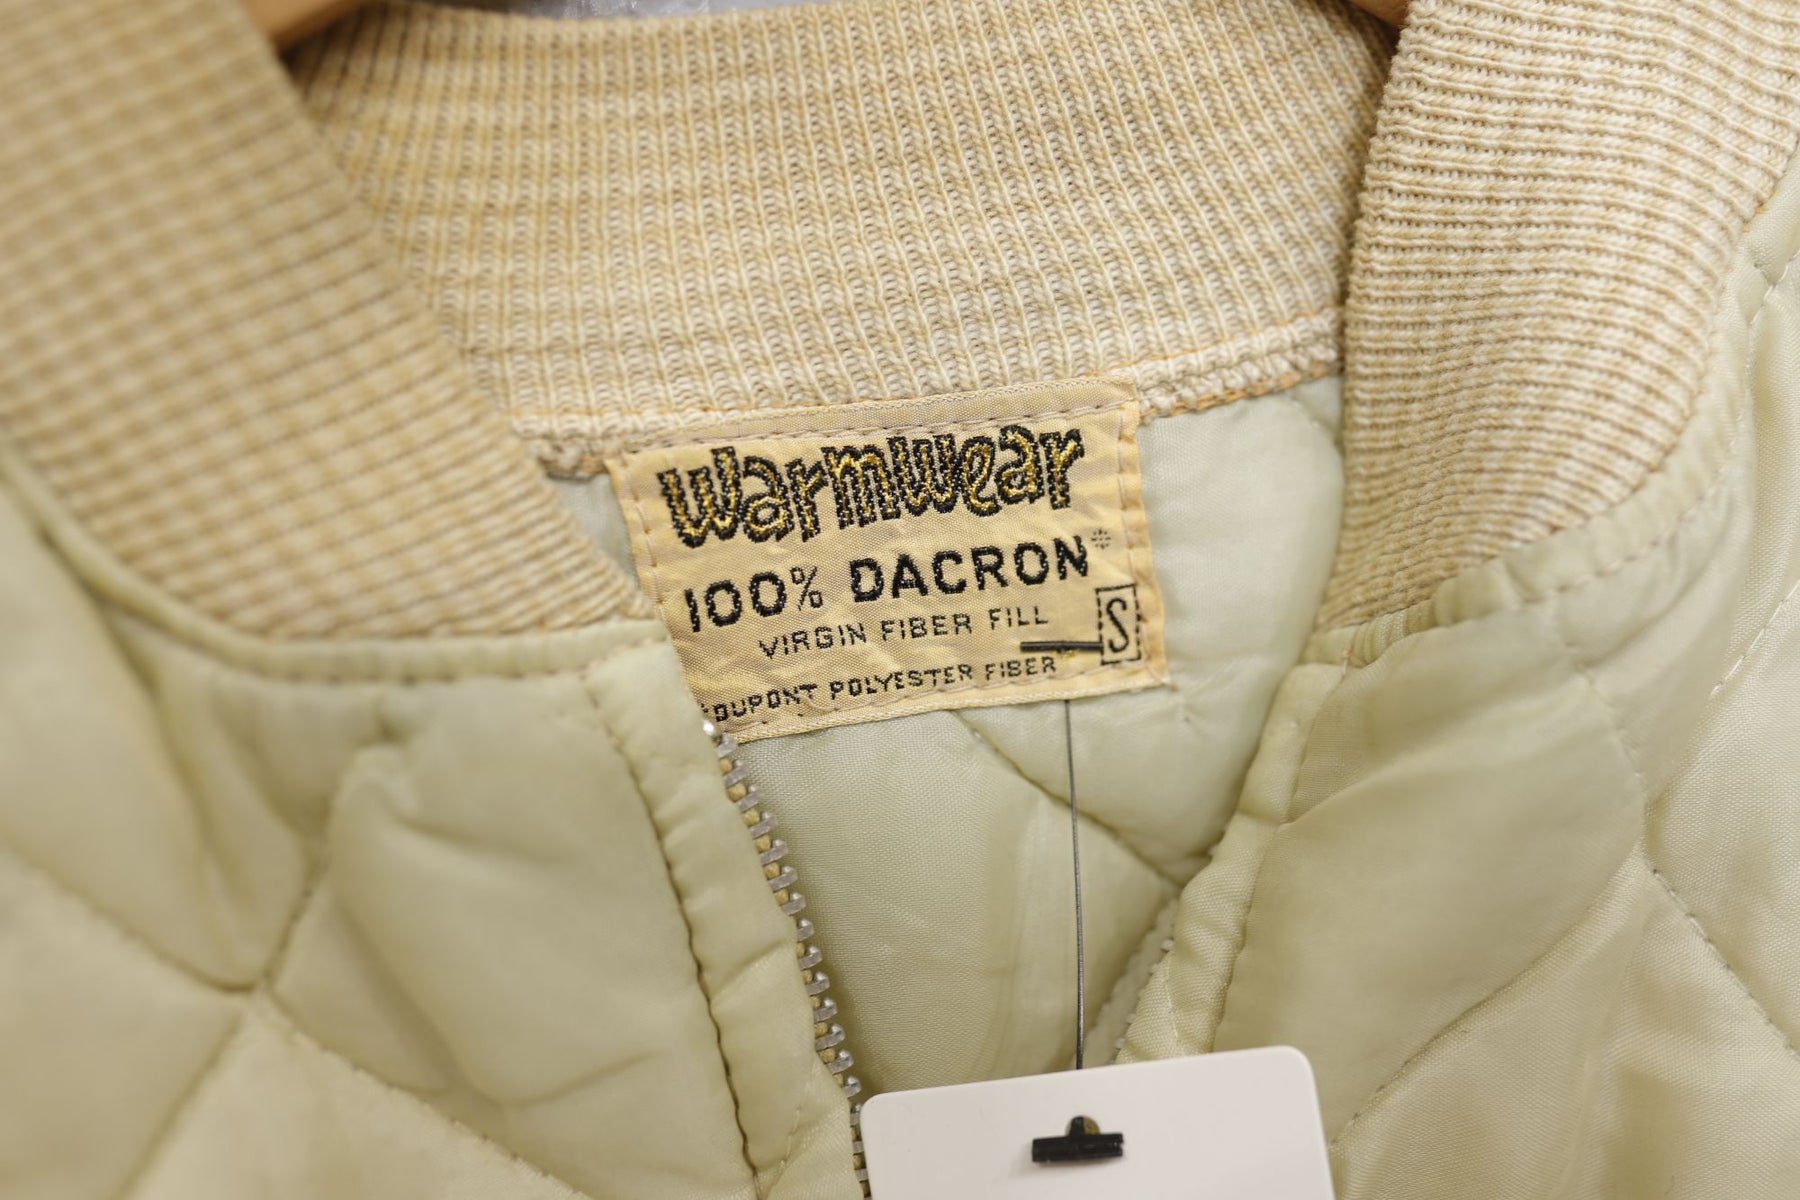 warmwear
100% DACRON*
VIRGIN FIBER FILL
S
*DUPONT POLYESTER FIBER